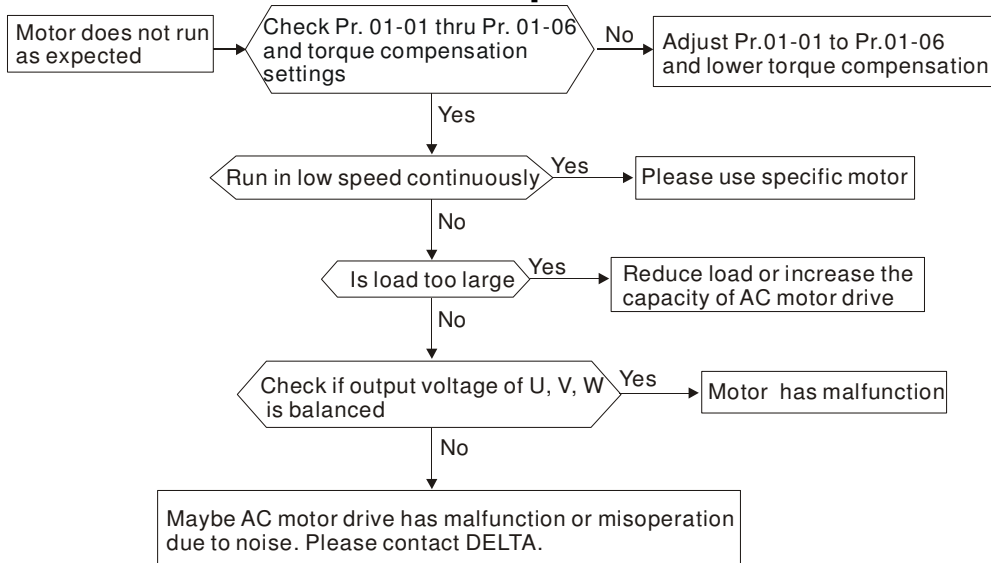 Motor does not run
as expected
Check Pr. 01-01 thru Pr. 01-06
and torque compensation
settings
No
Adjust Pr.01-01 to Pr.01-06
and lower torque compensation
Yes
Run in low speed continuously
Yes
Please use specific motor
No
Is load too large
Yes
Reduce load or increase the
capacity of AC motor drive
No
Check if output voltage of U, V, W
is balanced
Yes
Motor has malfunction
No
Maybe AC motor drive has malfunction or misoperation
due to noise. Please contact DELTA.